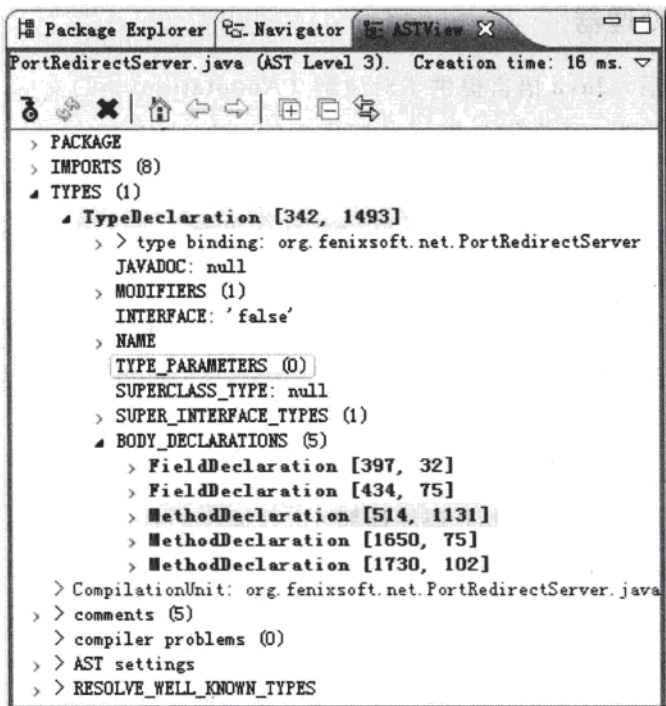 Package Explorer Navigator ASTView
PortRedirectServer.java (AST Level 3). Creation time: 16 ms.
> PACKAGE
> IMPORTS (8)
TYPES (1)
TypeDeclaration [342, 1493]
> > type binding: org.fenixsoft.net.PortRedirectServer
JAVADOC: null
> MODIFIERS (1)
INTERFACE: 'false'
> NAME
TYPE_PARAMETERS (0)
SUPERCLASS_TYPE: null
> SUPER_INTERFACE_TYPES (1)
BODY_DECLARATIONS (5)
> FieldDeclaration [397, 32]
> FieldDeclaration [434, 75]
> MethodDeclaration [514, 1131]
> MethodDeclaration [1650, 75]
> MethodDeclaration [1730, 102]
> CompilationUnit: org.fenixsoft.net.PortRedirectServer.java
> > comments (5)
> compiler problems (0)
> > AST settings
> > RESOLVE_WELL_KNOWN_TYPES